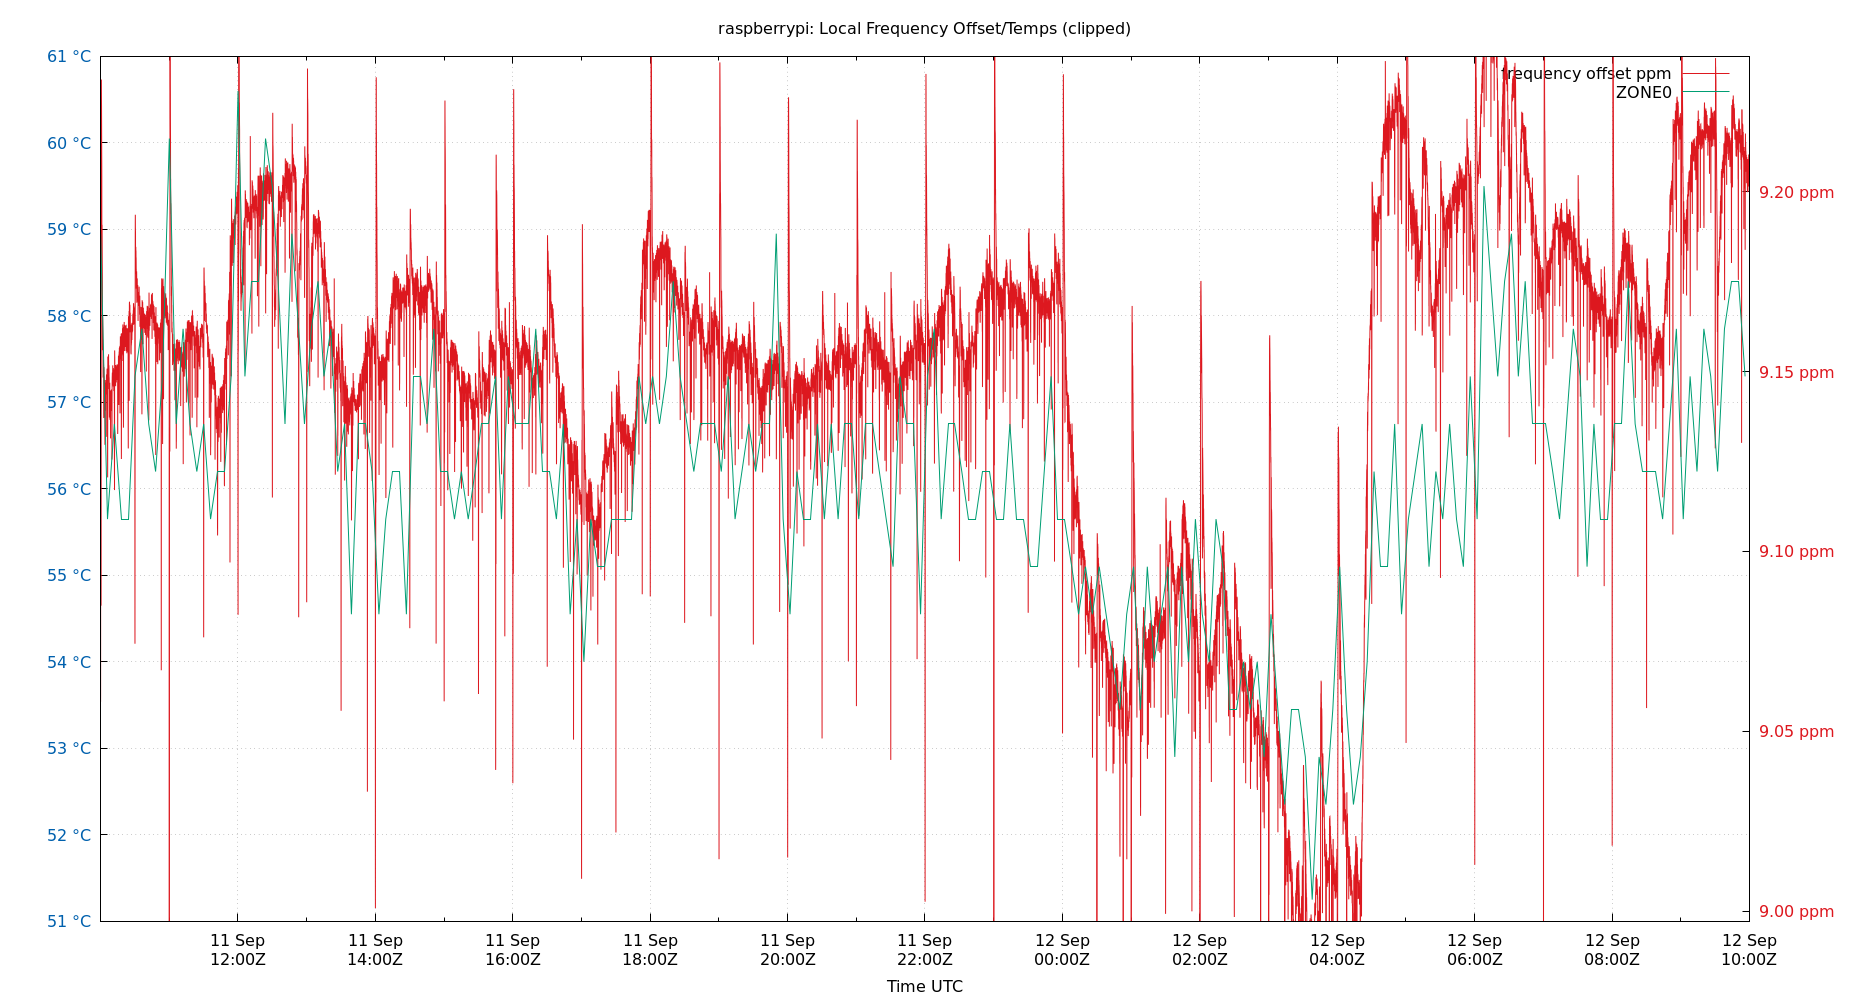 raspberrypi: Local Frequency Offset/Temps (clipped)
61 °C
60 °C
59 °C
58 °C
57 °C
56 °C
55 °C
54 °C
53 °C
52 °C
51 °C
frequency offset ppm
ZONE0
9.20 ppm
9.15 ppm
9.10 ppm
9.05 ppm
9.00 ppm
11 Sep
12:00Z
11 Sep
14:00Z
11 Sep
16:00Z
11 Sep
18:00Z
11 Sep
20:00Z
11 Sep
22:00Z
12 Sep
00:00Z
12 Sep
02:00Z
12 Sep
04:00Z
12 Sep
06:00Z
12 Sep
08:00Z
12 Sep
10:00Z
Time UTC